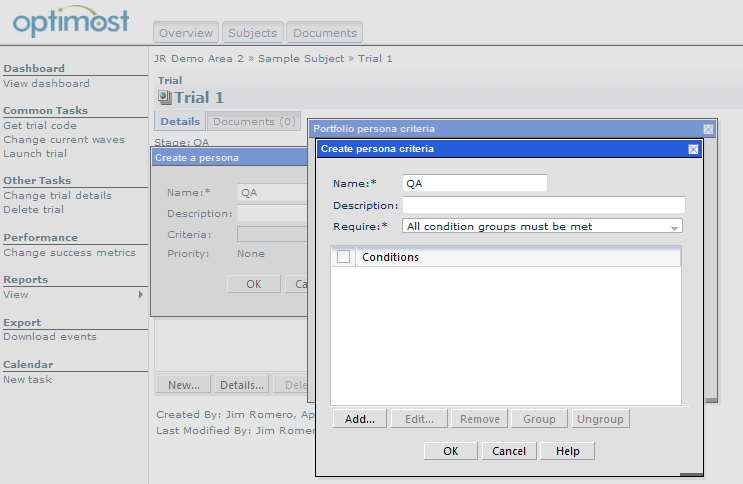 optimost
Overview Subjects Documents
Dashboard
View dashboard
Common Tasks
Get trial code
Change current waves
Launch trial
Other Tasks
Change trial details
Delete trial
Performance
Change success metrics
Reports
View
Export
Download events
Calendar
New task
JR Demo Area 2 » Sample Subject » Trial 1
Trial
Trial 1
Details Documents (0)
Stage: QA
Create a persona
Name:* QA
Description:
Criteria:
Priority: None
OK Ca
New... Details... Dele
Created By: Jim Romero, Ap
Last Modified By: Jim Romer
Portfolio persona criteria
Create persona criteria
Name:* QA
Description:
Require:* All condition groups must be met
Conditions
Add... Edit... Remove Group Ungroup
OK Cancel Help